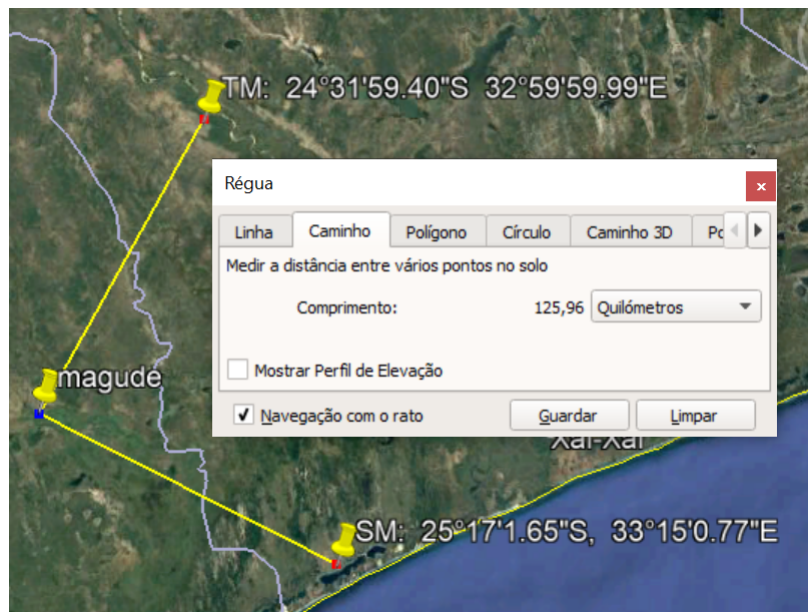 TM: 24°31'59.40"S 32°59'59.99"E
Régua
x
Linha Caminho Polígono Círculo Caminho 3D
Medir a distância entre vários pontos no solo
Comprimento: 125,96 Quilómetros
magude
Mostrar Perfil de Elevação
Navegação com o rato Guardar Limpar
Xai-Xai
SM: 25°17'1.65"S, 33°15'0.77"E